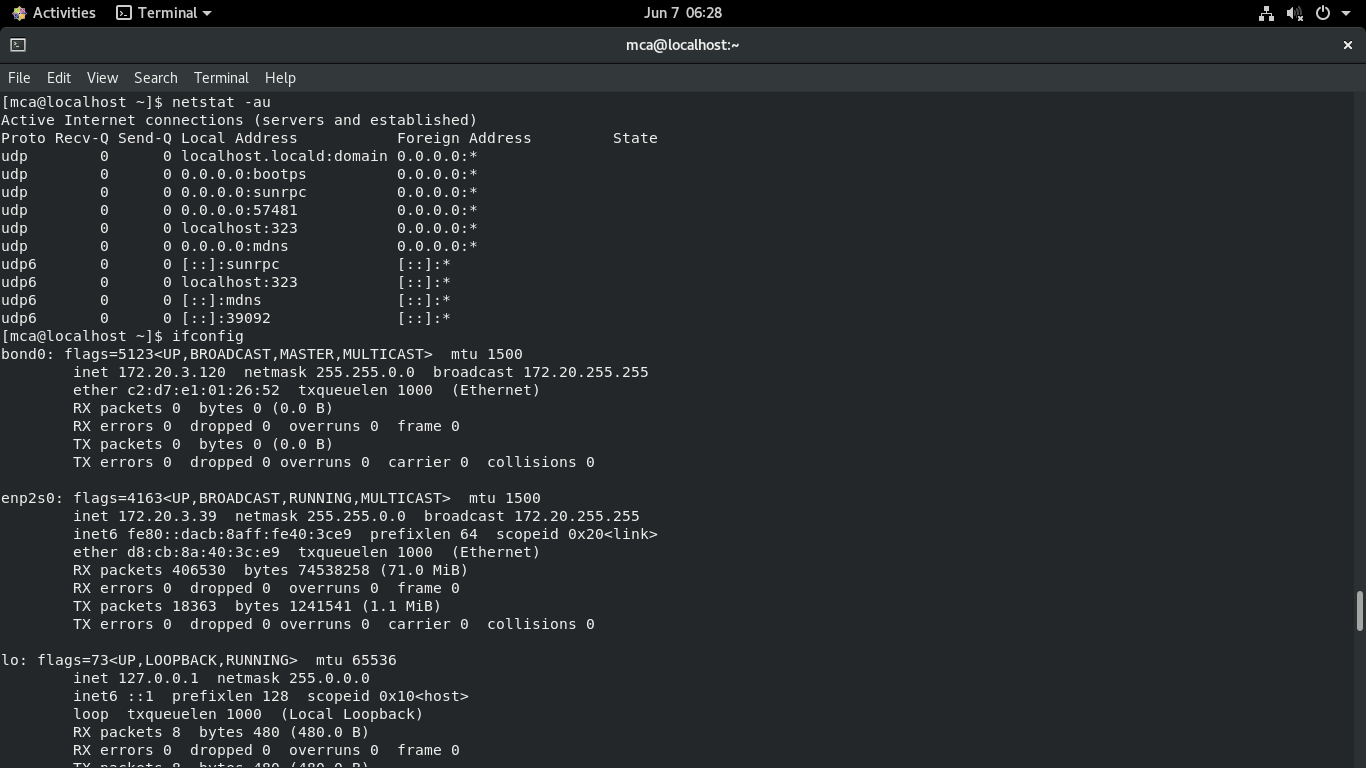 Activities Terminal Jun 7 06:28
mca@localhost:~ ×
File Edit View Search Terminal Help
[mca@localhost ~]$ netstat -au
Active Internet connections (servers and established)
Proto Recv-Q Send-Q Local Address           Foreign Address         State
udp        0      0 localhost.locald:domain 0.0.0.0:*
udp        0      0 0.0.0.0:bootps          0.0.0.0:*
udp        0      0 0.0.0.0:sunrpc          0.0.0.0:*
udp        0      0 0.0.0.0:57481           0.0.0.0:*
udp        0      0 localhost:323           0.0.0.0:*
udp        0      0 0.0.0.0:mdns            0.0.0.0:*
udp6       0      0 [::]:sunrpc             [::]:*
udp6       0      0 localhost:323           [::]:*
udp6       0      0 [::]:mdns               [::]:*
udp6       0      0 [::]:39092              [::]:*
[mca@localhost ~]$ ifconfig
bond0: flags=5123<UP,BROADCAST,MASTER,MULTICAST>  mtu 1500
        inet 172.20.3.120  netmask 255.255.0.0  broadcast 172.20.255.255
        ether c2:d7:e1:01:26:52  txqueuelen 1000  (Ethernet)
        RX packets 0  bytes 0 (0.0 B)
        RX errors 0  dropped 0  overruns 0  frame 0
        TX packets 0  bytes 0 (0.0 B)
        TX errors 0  dropped 0 overruns 0  carrier 0  collisions 0

enp2s0: flags=4163<UP,BROADCAST,RUNNING,MULTICAST>  mtu 1500
        inet 172.20.3.39  netmask 255.255.0.0  broadcast 172.20.255.255
        inet6 fe80::dacb:8aff:fe40:3ce9  prefixlen 64  scopeid 0x20<link>
        ether d8:cb:8a:40:3c:e9  txqueuelen 1000  (Ethernet)
        RX packets 406530  bytes 74538258 (71.0 MiB)
        RX errors 0  dropped 0  overruns 0  frame 0
        TX packets 18363  bytes 1241541 (1.1 MiB)
        TX errors 0  dropped 0 overruns 0  carrier 0  collisions 0

lo: flags=73<UP,LOOPBACK,RUNNING>  mtu 65536
        inet 127.0.0.1  netmask 255.0.0.0
        inet6 ::1  prefixlen 128  scopeid 0x10<host>
        loop  txqueuelen 1000  (Local Loopback)
        RX packets 8  bytes 480 (480.0 B)
        RX errors 0  dropped 0  overruns 0  frame 0
        TX packets 8  bytes 480 (480.0 B)